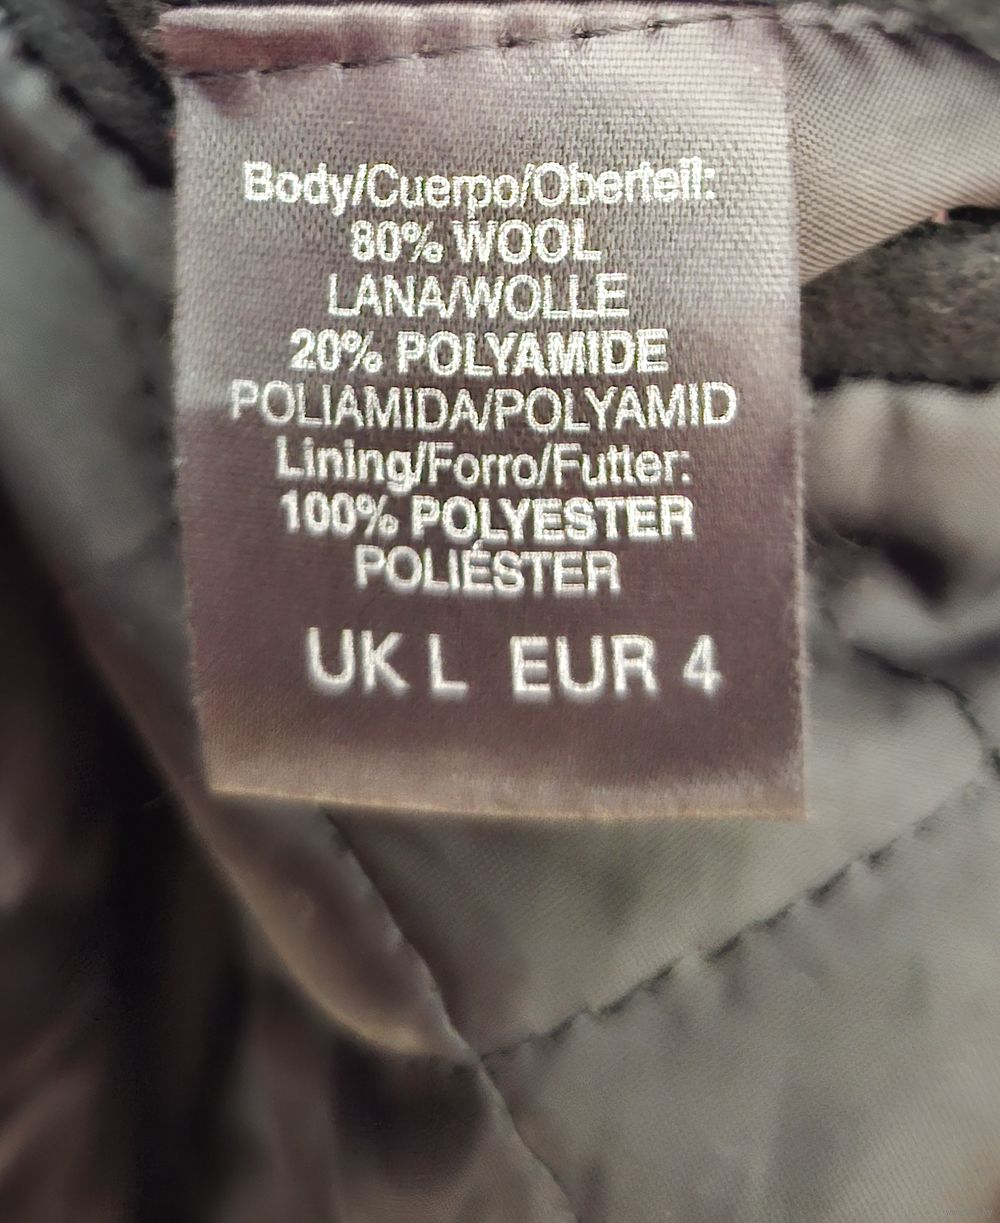 Body/Cuerpo/Oberteil:
80% WOOL
LANA/WOLLE
20% POLYAMIDE
POLIAMIDA/POLYAMID
Lining/Forro/Futter:
100% POLYESTER
POLIÉSTER
UK L EUR 4